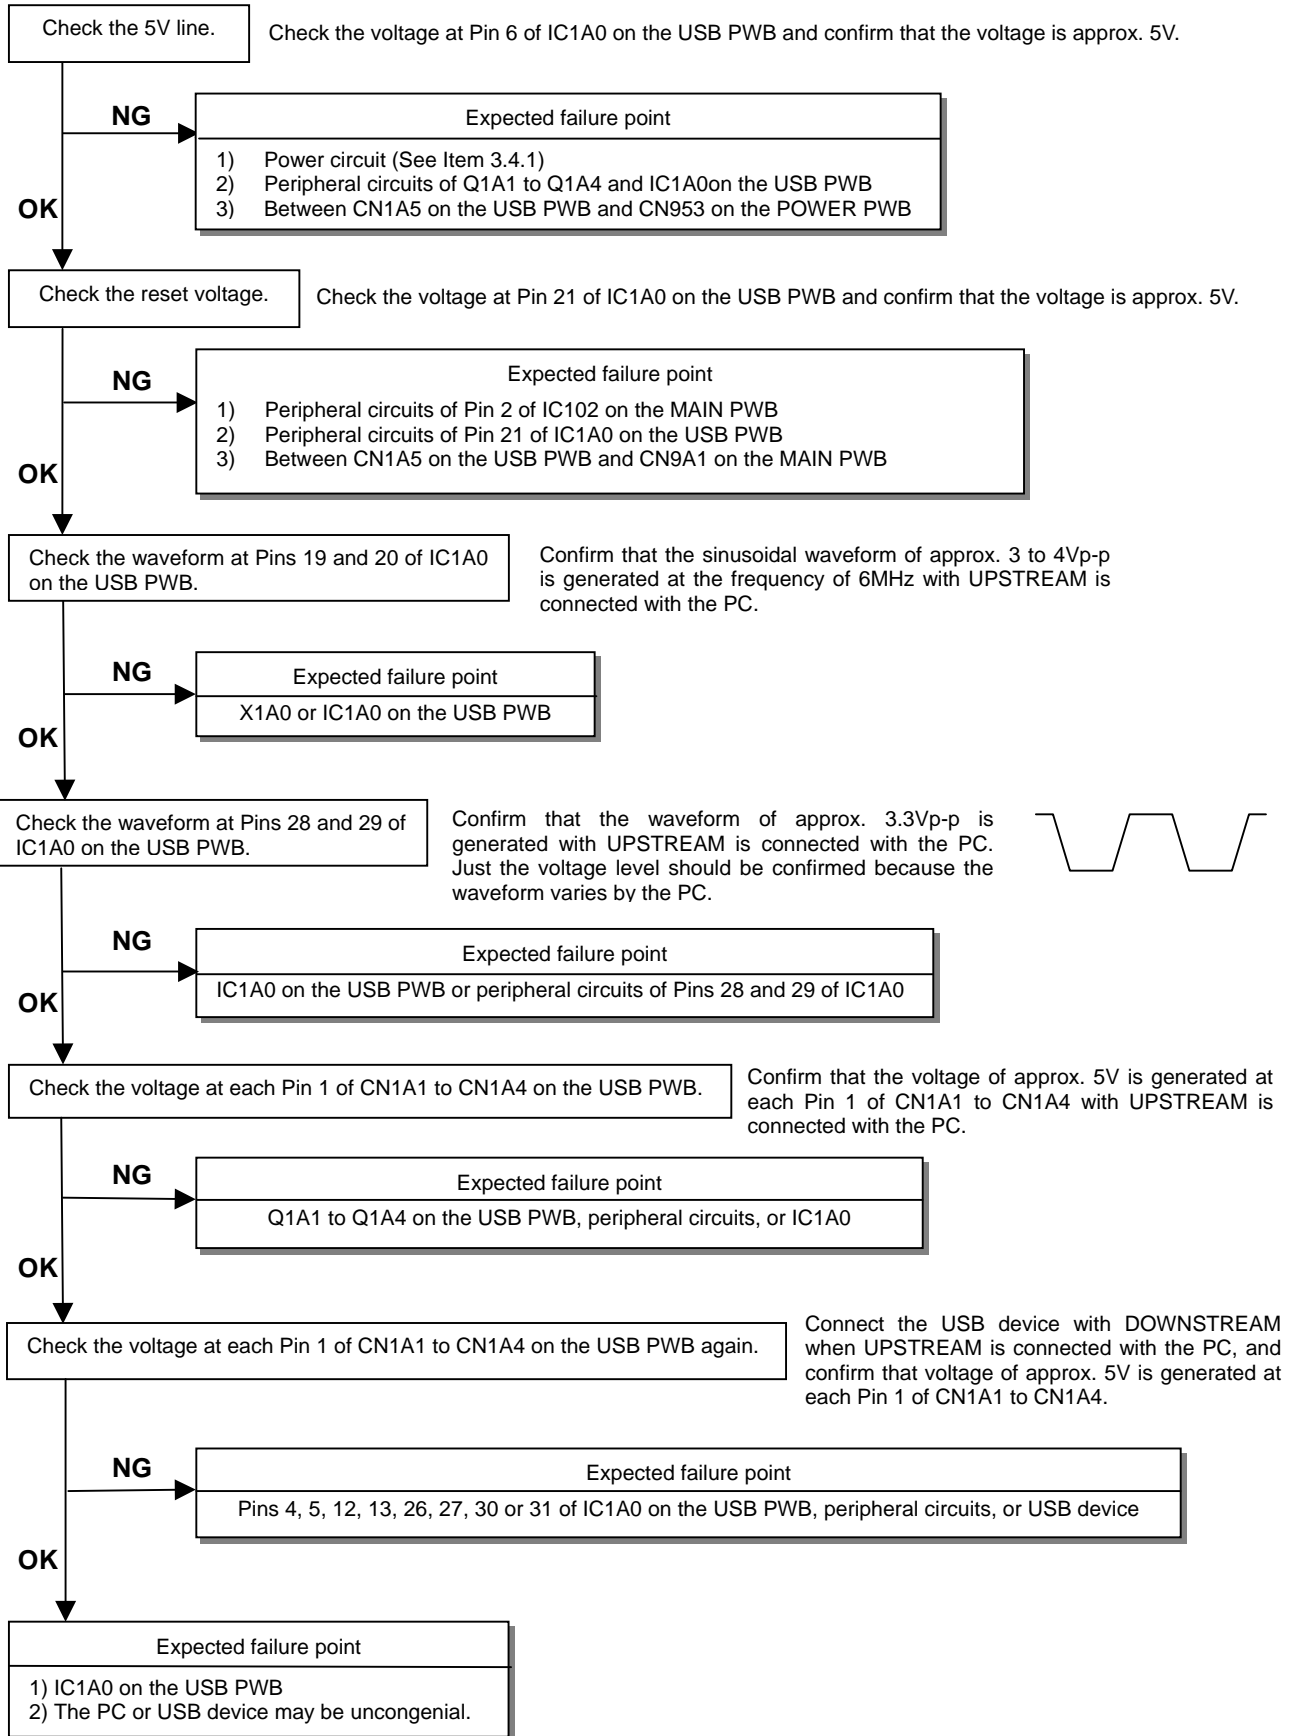 Check the 5V line.
Check the voltage at Pin 6 of IC1A0 on the USB PWB and confirm that the voltage is approx. 5V.
NG
Expected failure point
1) Power circuit (See Item 3.4.1)
2) Peripheral circuits of Q1A1 to Q1A4 and IC1A0on the USB PWB
3) Between CN1A5 on the USB PWB and CN953 on the POWER PWB
OK
Check the reset voltage.
Check the voltage at Pin 21 of IC1A0 on the USB PWB and confirm that the voltage is approx. 5V.
NG
Expected failure point
1) Peripheral circuits of Pin 2 of IC102 on the MAIN PWB
2) Peripheral circuits of Pin 21 of IC1A0 on the USB PWB
3) Between CN1A5 on the USB PWB and CN9A1 on the MAIN PWB
OK
Check the waveform at Pins 19 and 20 of IC1A0
on the USB PWB.
Confirm that the sinusoidal waveform of approx. 3 to 4Vp-p
is generated at the frequency of 6MHz with UPSTREAM is
connected with the PC.
NG
Expected failure point
X1A0 or IC1A0 on the USB PWB
OK
Check the waveform at Pins 28 and 29 of
IC1A0 on the USB PWB.
Confirm that the waveform of approx. 3.3Vp-p is
generated with UPSTREAM is connected with the PC.
Just the voltage level should be confirmed because the
waveform varies by the PC.
NG
Expected failure point
IC1A0 on the USB PWB or peripheral circuits of Pins 28 and 29 of IC1A0
OK
Check the voltage at each Pin 1 of CN1A1 to CN1A4 on the USB PWB.
Confirm that the voltage of approx. 5V is generated at
each Pin 1 of CN1A1 to CN1A4 with UPSTREAM is
connected with the PC.
NG
Expected failure point
Q1A1 to Q1A4 on the USB PWB, peripheral circuits, or IC1A0
OK
Check the voltage at each Pin 1 of CN1A1 to CN1A4 on the USB PWB again.
Connect the USB device with DOWNSTREAM
when UPSTREAM is connected with the PC, and
confirm that voltage of approx. 5V is generated at
each Pin 1 of CN1A1 to CN1A4.
NG
Expected failure point
Pins 4, 5, 12, 13, 26, 27, 30 or 31 of IC1A0 on the USB PWB, peripheral circuits, or USB device
OK
Expected failure point
1) IC1A0 on the USB PWB
2) The PC or USB device may be uncongenial.